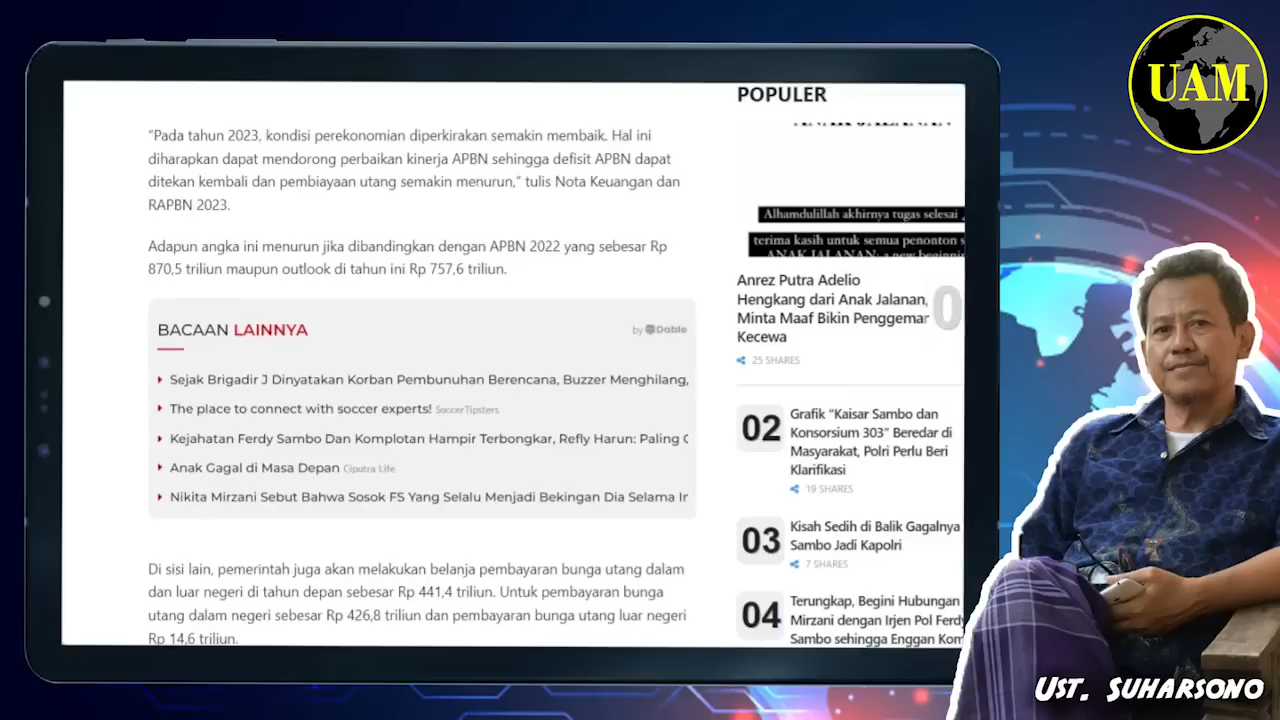 “Pada tahun 2023, kondisi perekonomian diperkirakan semakin membaik. Hal ini
diharapkan dapat mendorong perbaikan kinerja APBN sehingga defisit APBN dapat
ditekan kembali dan pembiayaan utang semakin menurun,” tulis Nota Keuangan dan
RAPBN 2023.
Adapun angka ini menurun jika dibandingkan dengan APBN 2022 yang sebesar Rp
870,5 triliun maupun outlook di tahun ini Rp 757,6 triliun.
BACAAN LAINNYA
by Dable
Sejak Brigadir J Dinyatakan Korban Pembunuhan Berencana, Buzzer Menghilang,
The place to connect with soccer experts! SoccerTipsters
Kejahatan Ferdy Sambo Dan Komplotan Hampir Terbongkar, Refly Harun: Paling
Anak Gagal di Masa Depan Ciputra Life
Nikita Mirzani Sebut Bahwa Sosok FS Yang Selalu Menjadi Bekingan Dia Selama
Di sisi lain, pemerintah juga akan melakukan belanja pembayaran bunga utang dalam
dan luar negeri di tahun depan sebesar Rp 441,4 triliun. Untuk pembayaran bunga
utang dalam negeri sebesar Rp 426,8 triliun dan pembayaran bunga utang luar negeri
Rp 14,6 triliun.
POPULER
Alhamdulillah akhirnya tugas selesai
terima kasih untuk semua penonton
ANAK JALANAN: a new beginning
Anrez Putra Adelio
Hengkang dari Anak Jalanan,
Minta Maaf Bikin Penggemar
Kecewa
25 SHARES
02
Grafik “Kaisar Sambo dan
Konsorsium 303” Beredar di
Masyarakat, Polri Perlu Beri
Klarifikasi
19 SHARES
03
Kisah Sedih di Balik Gagalnya
Sambo Jadi Kapolri
7 SHARES
04
Terungkap, Begini Hubungan
Mirzani dengan Irjen Pol Ferdy
Sambo sehingga Enggan
UAM
UST. SUHARSONO